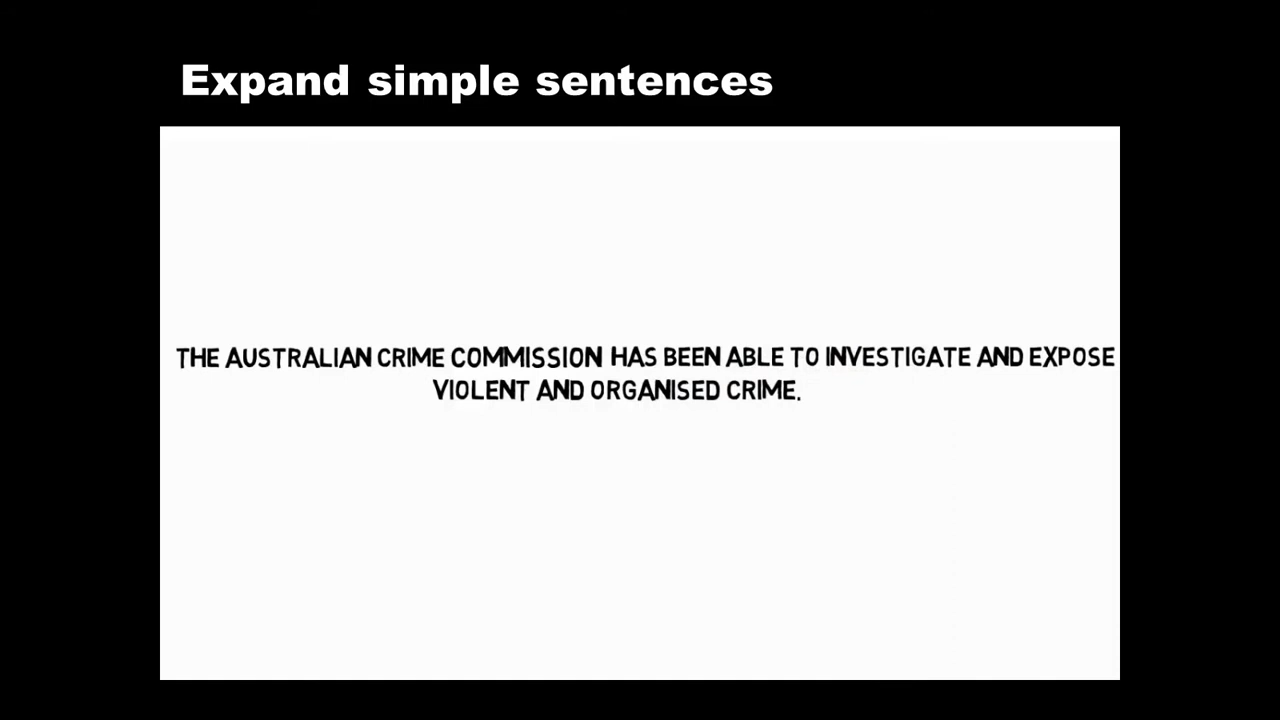 Expand simple sentences
THE AUSTRALIAN CRIME COMMISSION HAS BEEN ABLE TO INVESTIGATE AND EXPOSE
VIOLENT AND ORGANISED CRIME.